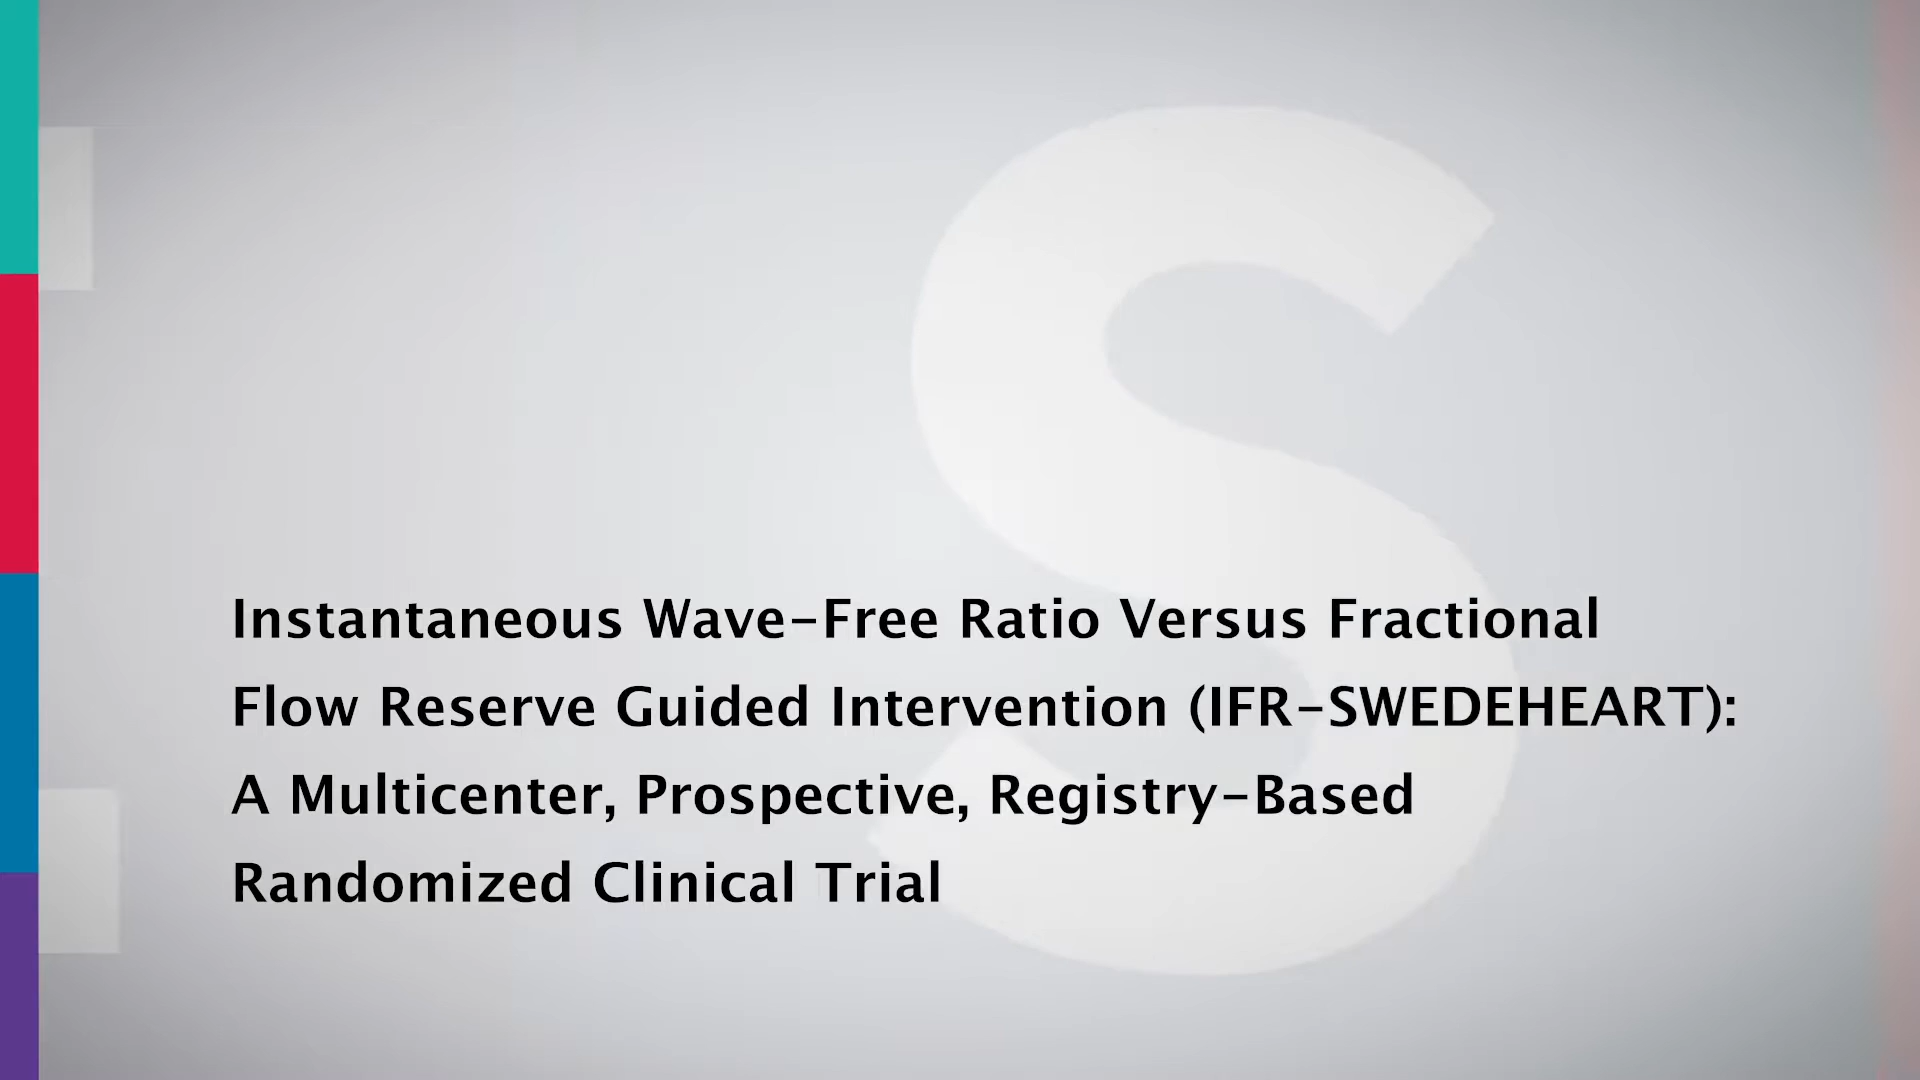 Instantaneous Wave-Free Ratio Versus Fractional
Flow Reserve Guided Intervention (IFR-SWEDEHEART):
A Multicenter, Prospective, Registry-Based
Randomized Clinical Trial